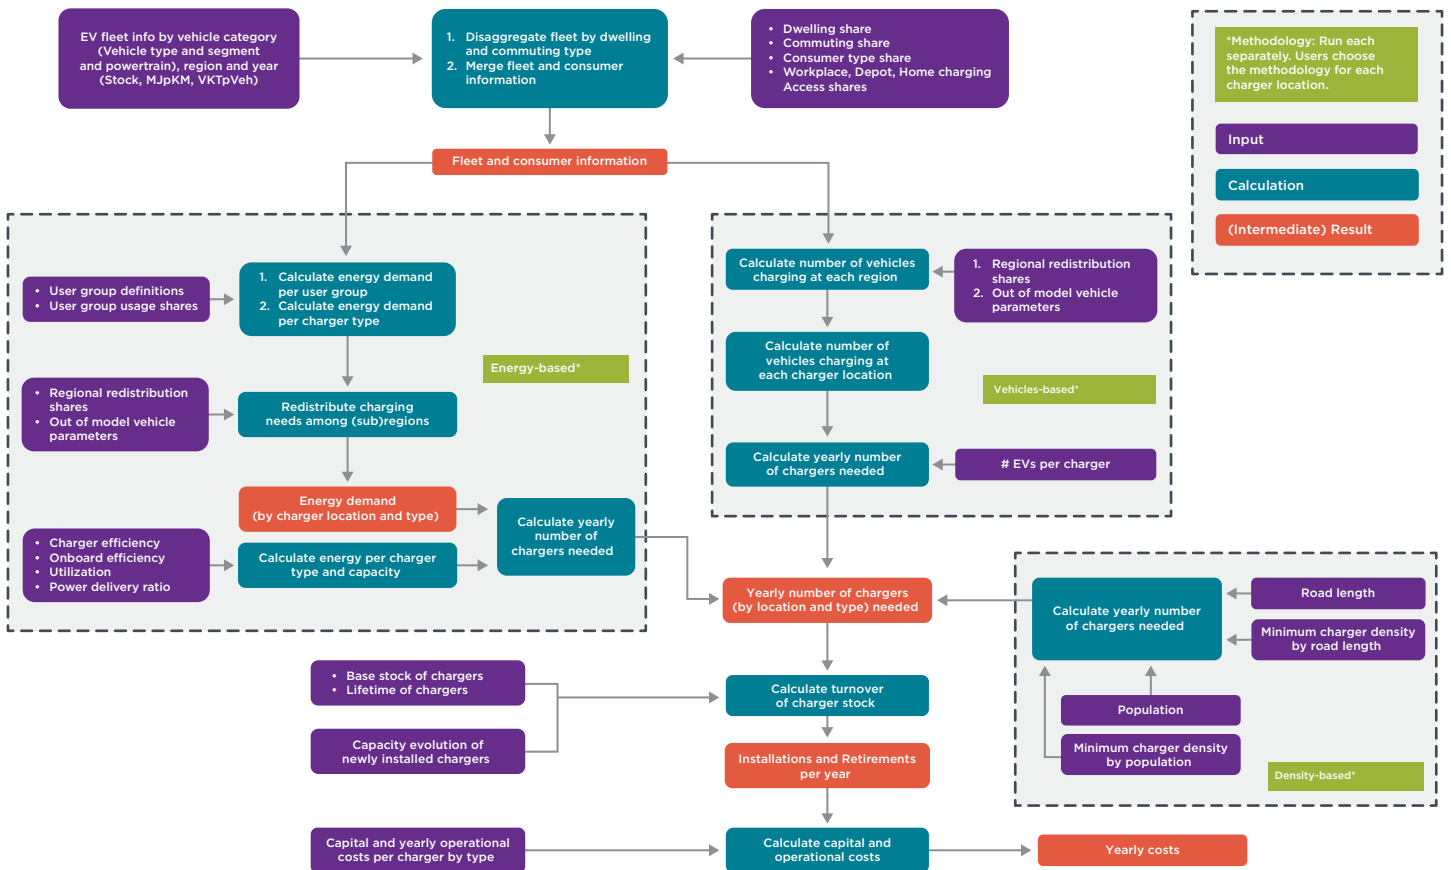 EV fleet info by vehicle category
(Vehicle type and segment
and powertrain), region and year
(Stock, MJpKM, VKTpVeh)
1. Disaggregate fleet by dwelling
and commuting type
2. Merge fleet and consumer
information
• Dwelling share
• Commuting share
• Consumer type share
• Workplace, Depot, Home charging
Access shares
*Methodology: Run each
separately. Users choose
the methodology for each
charger location.
Input
Calculation
(Intermediate) Result
Fleet and consumer information
• User group definitions
• User group usage shares
1. Calculate energy demand
per user group
2. Calculate energy demand
per charger type
Energy-based*
• Regional redistribution
shares
• Out of model vehicle
parameters
Redistribute charging
needs among (sub)regions
Energy demand
(by charger location and type)
• Charger efficiency
• Onboard efficiency
• Utilization
• Power delivery ratio
Calculate energy per charger
type and capacity
Calculate yearly
number of
chargers needed
Calculate number of vehicles
charging at each region
1. Regional redistribution
shares
2. Out of model vehicle
parameters
Calculate number of
vehicles charging at
each charger location
Vehicles-based*
Calculate yearly number
of chargers needed
# EVs per charger
Yearly number of chargers
(by location and type) needed
Calculate yearly number
of chargers needed
Road length
Minimum charger density
by road length
Population
Minimum charger density
by population
Density-based*
• Base stock of chargers
• Lifetime of chargers
Capacity evolution of
newly installed chargers
Calculate turnover
of charger stock
Installations and Retirements
per year
Capital and yearly operational
costs per charger by type
Calculate capital and
operational costs
Yearly costs